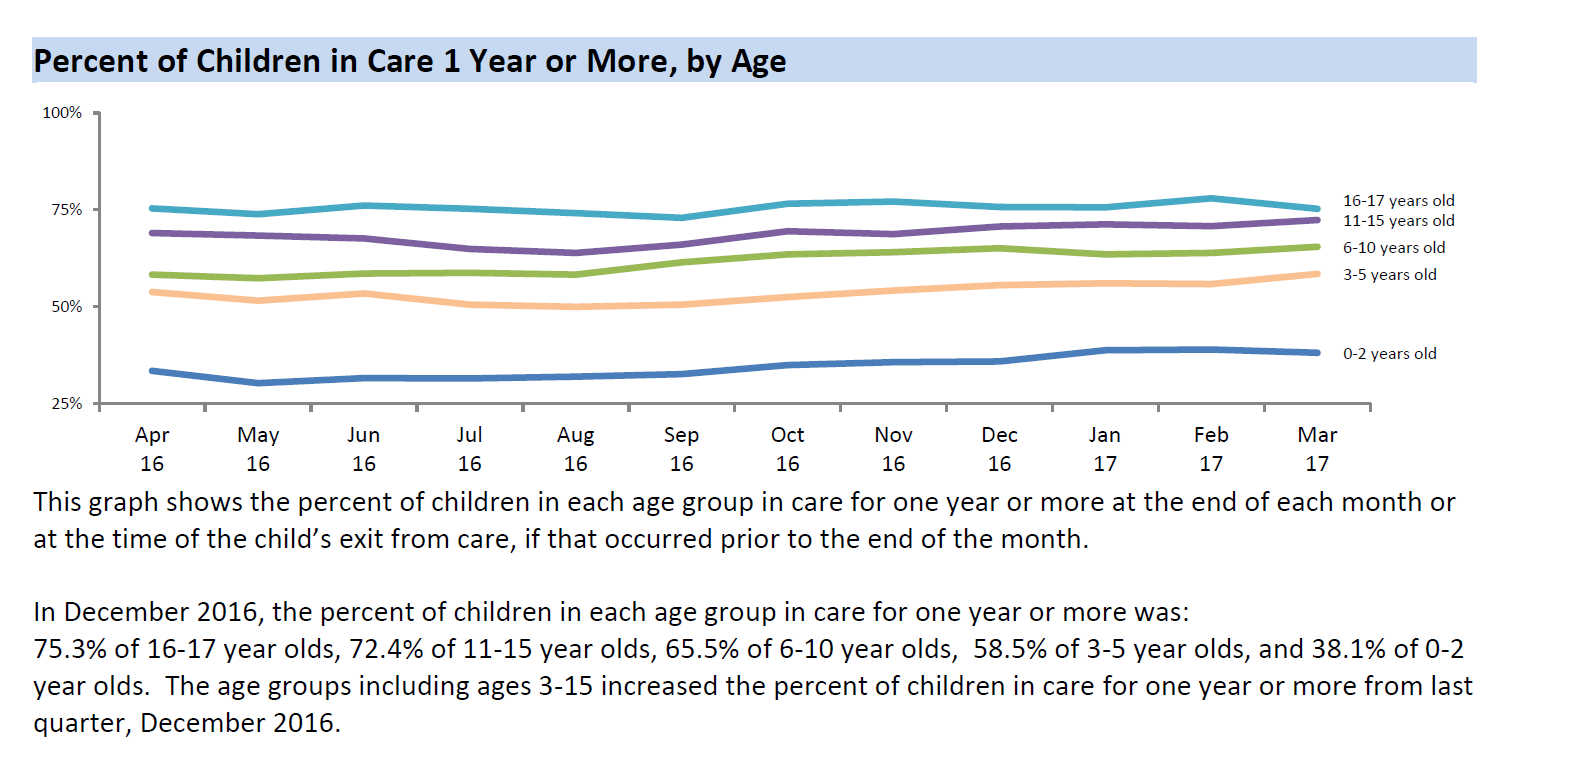 Percent of Children in Care 1 Year or More, by Age
100%
75%
50%
25%
16-17 years old
11-15 years old
6-10 years old
3-5 years old
0-2 years old
Apr May Jun Jul Aug Sep Oct Nov Dec Jan Feb Mar
16 16 16 16 16 16 16 16 16 17 17 17
This graph shows the percent of children in each age group in care for one year or more at the end of each month or
at the time of the child’s exit from care, if that occurred prior to the end of the month.
In December 2016, the percent of children in each age group in care for one year or more was:
75.3% of 16-17 year olds, 72.4% of 11-15 year olds, 65.5% of 6-10 year olds,  58.5% of 3-5 year olds, and 38.1% of 0-2
year olds.  The age groups including ages 3-15 increased the percent of children in care for one year or more from last
quarter, December 2016.